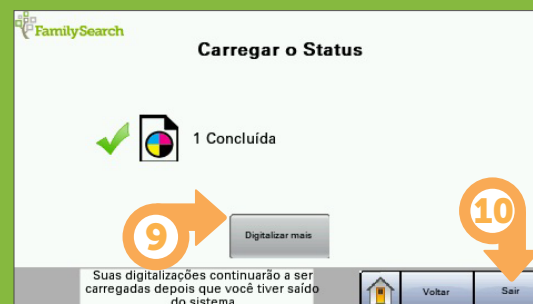 FamilySearch
Carregar o Status
1 Concluída
9
Digitalizar mais
10
Suas digitalizações continuarão a ser
carregadas depois que você tiver saído
do sistema
Voltar
Sair